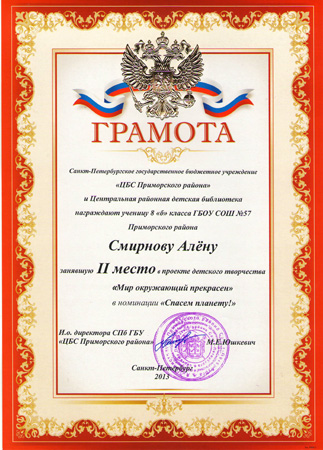 ГРАМОТА
Санкт-Петербургское государственное бюджетное учреждение
«ЦБС Приморского района»
и Центральная районная детская библиотека
награждают ученицу 8 «б» класса ГБОУ СОШ №57
Приморского района
Смирнову Алёну
занявшую II место в проекте детского творчества
«Мир окружающий прекрасен»
в номинации «Спасем планету!»
И.о. директора СПб ГБУ
«ЦБС Приморского района» М.Е.Юшкевич
Санкт-Петербург
2013